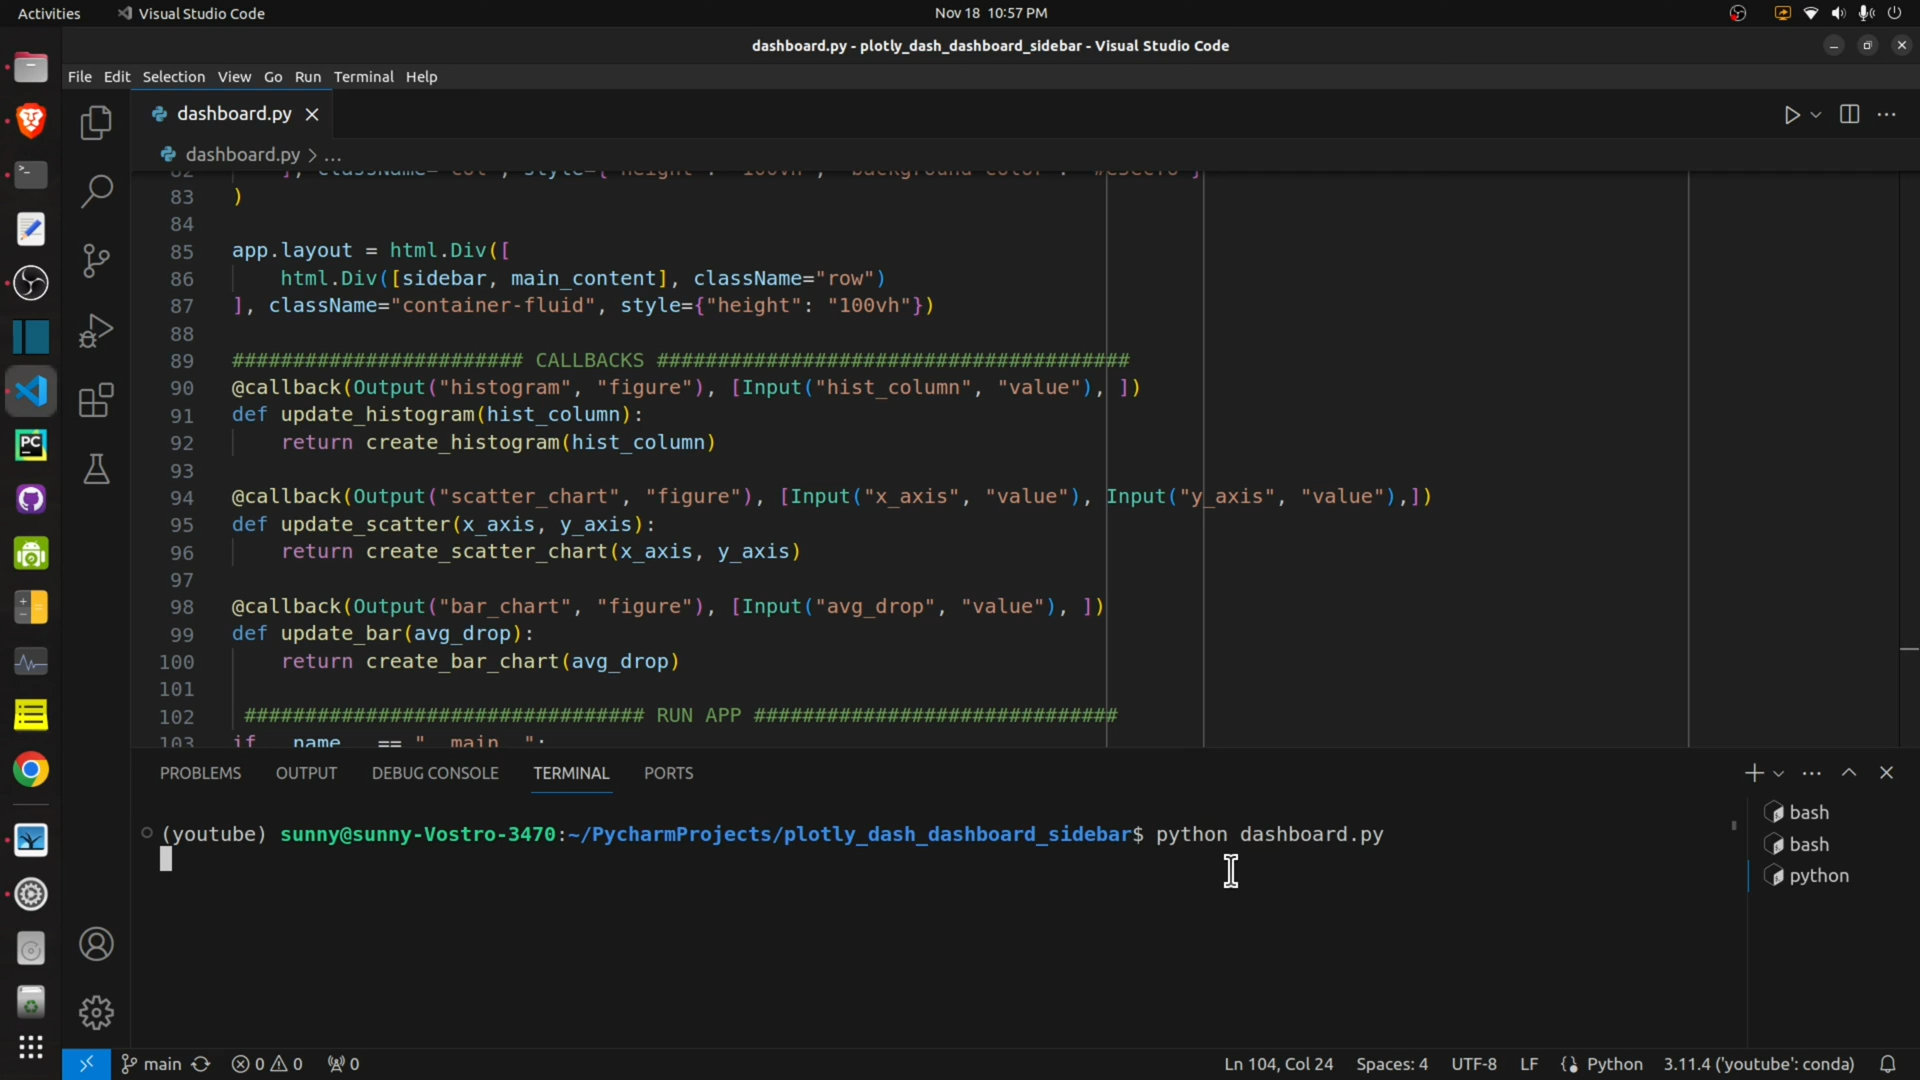 Activities
Visual Studio Code
Nov 18 10:57 PM
dashboard.py - plotly_dash_dashboard_sidebar - Visual Studio Code
File Edit Selection View Go Run Terminal Help
dashboard.py
dashboard.py > ...
83 )
84
85 app.layout = html.Div([
86 html.Div([sidebar, main_content], className="row")
87 ], className="container-fluid", style={"height": "100vh"})
88
89 ######################## CALLBACKS #######################################
90 @callback(Output("histogram", "figure"), [Input("hist_column", "value"), ])
91 def update_histogram(hist_column):
92 return create_histogram(hist_column)
93
94 @callback(Output("scatter_chart", "figure"), [Input("x_axis", "value"), Input("y_axis", "value"),])
95 def update_scatter(x_axis, y_axis):
96 return create_scatter_chart(x_axis, y_axis)
97
98 @callback(Output("bar_chart", "figure"), [Input("avg_drop", "value"), ])
99 def update_bar(avg_drop):
100 return create_bar_chart(avg_drop)
101
102 ################################# RUN APP ##############################
103 if __name__ == "__main__":
PROBLEMS OUTPUT DEBUG CONSOLE TERMINAL PORTS
(youtube) sunny@sunny-Vostro-3470:~/PycharmProjects/plotly_dash_dashboard_sidebar$ python dashboard.py
bash
bash
python
main 0 0 0
Ln 104, Col 24 Spaces: 4 UTF-8 LF Python 3.11.4 ('youtube': conda)